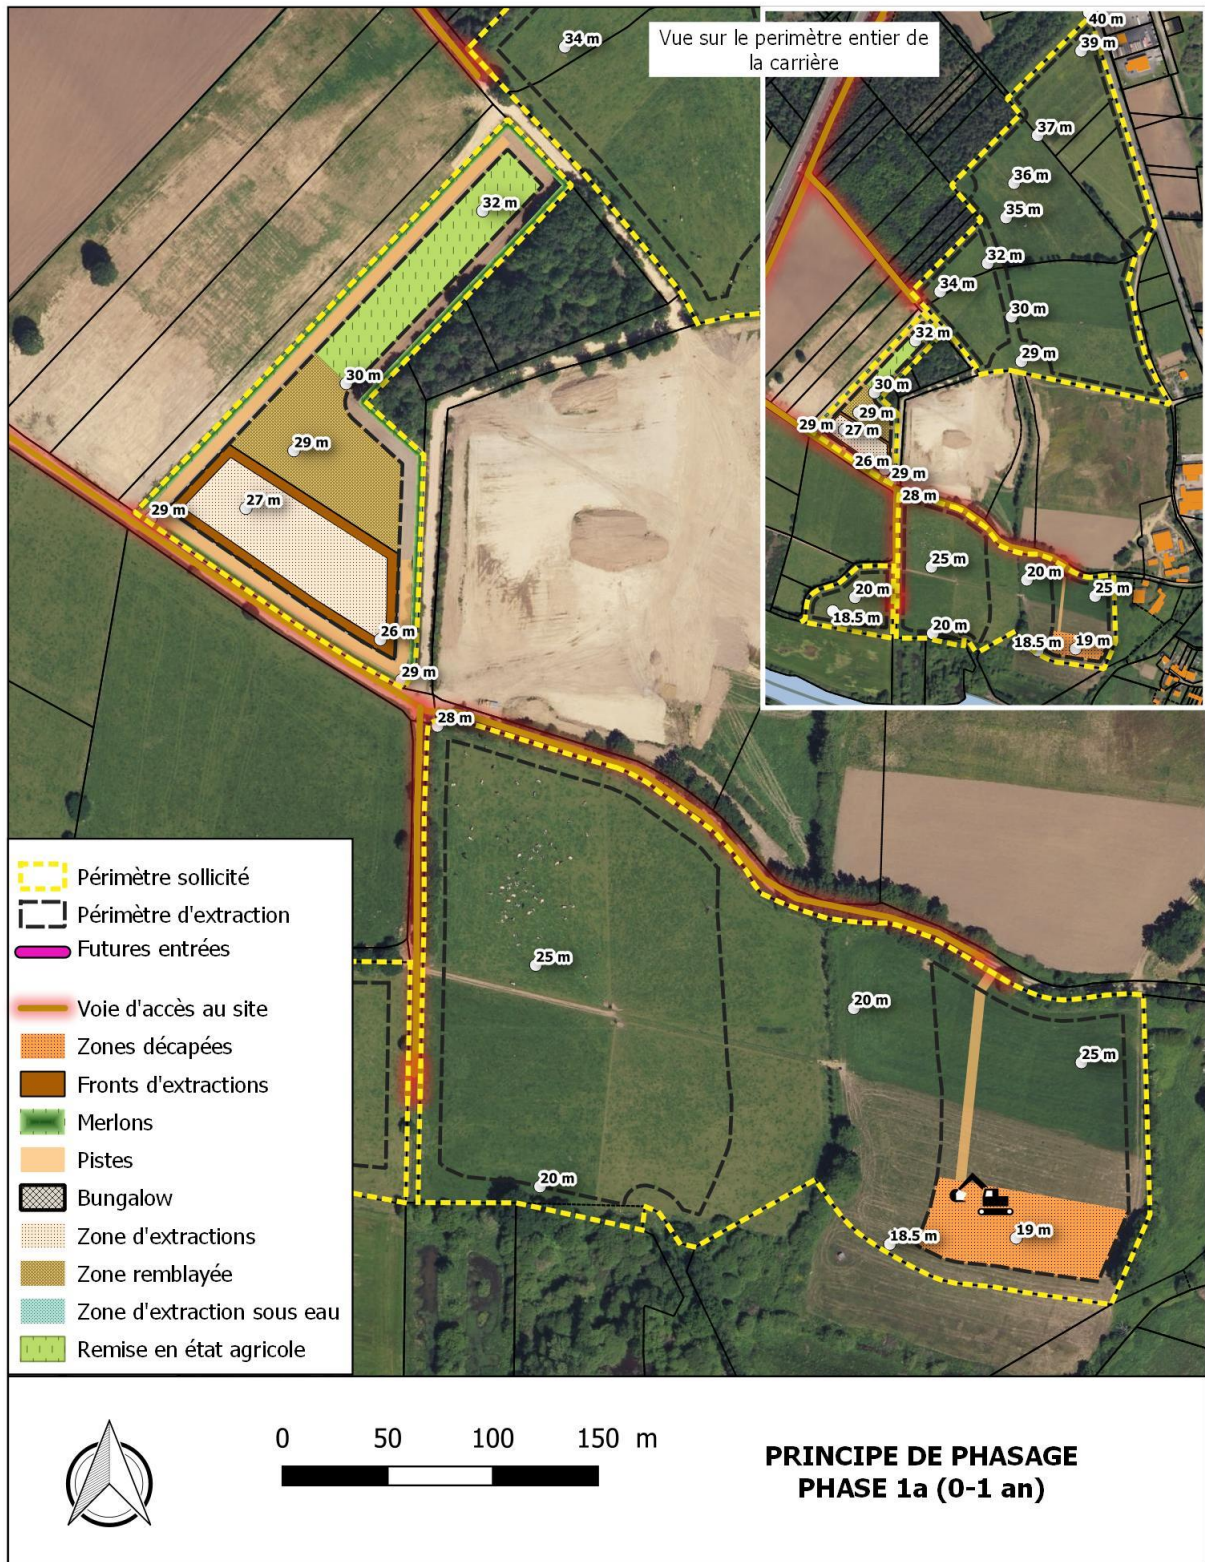 34 m
Vue sur le perimètre entier de
la carrière
40 m
39 m
37 m
36 m
35 m
32 m
34 m
30 m
32 m
29 m
30 m
29 m
29 m
27 m
26 m
29 m
28 m
25 m
20 m
20 m
25 m
18.5 m
20 m
18.5 m
19 m
32 m
30 m
29 m
27 m
29 m
26 m
29 m
28 m
25 m
20 m
25 m
20 m
18.5 m
19 m
Périmètre sollicité
Périmètre d'extraction
Futures entrées
Voie d'accès au site
Zones décapées
Fronts d'extractions
Merlons
Pistes
Bungalow
Zone d'extractions
Zone remblayée
Zone d'extraction sous eau
Remise en état agricole
0 50 100 150 m
PRINCIPE DE PHASAGE
PHASE 1a (0-1 an)